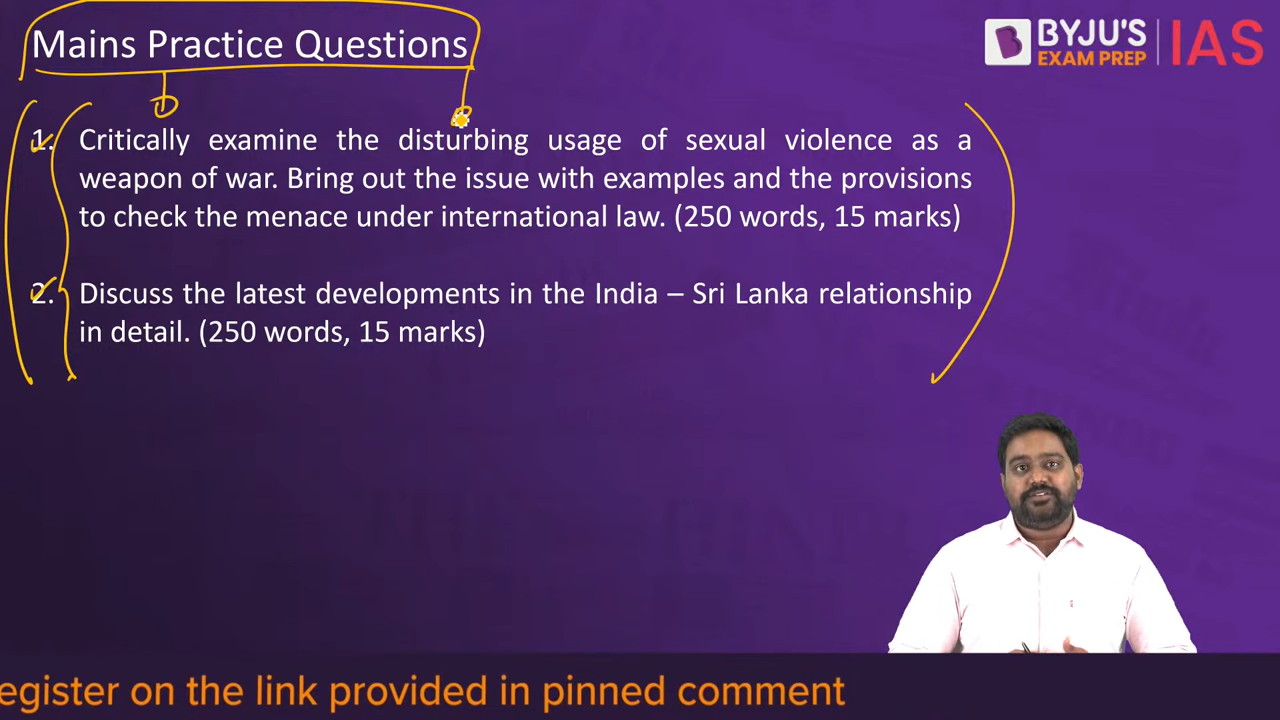 Mains Practice Questions
BYJU'S
EXAM PREP
IAS
1. Critically examine the disturbing usage of sexual violence as a
weapon of war. Bring out the issue with examples and the provisions
to check the menace under international law. (250 words, 15 marks)
2. Discuss the latest developments in the India – Sri Lanka relationship
in detail. (250 words, 15 marks)
egister on the link provided in pinned comment